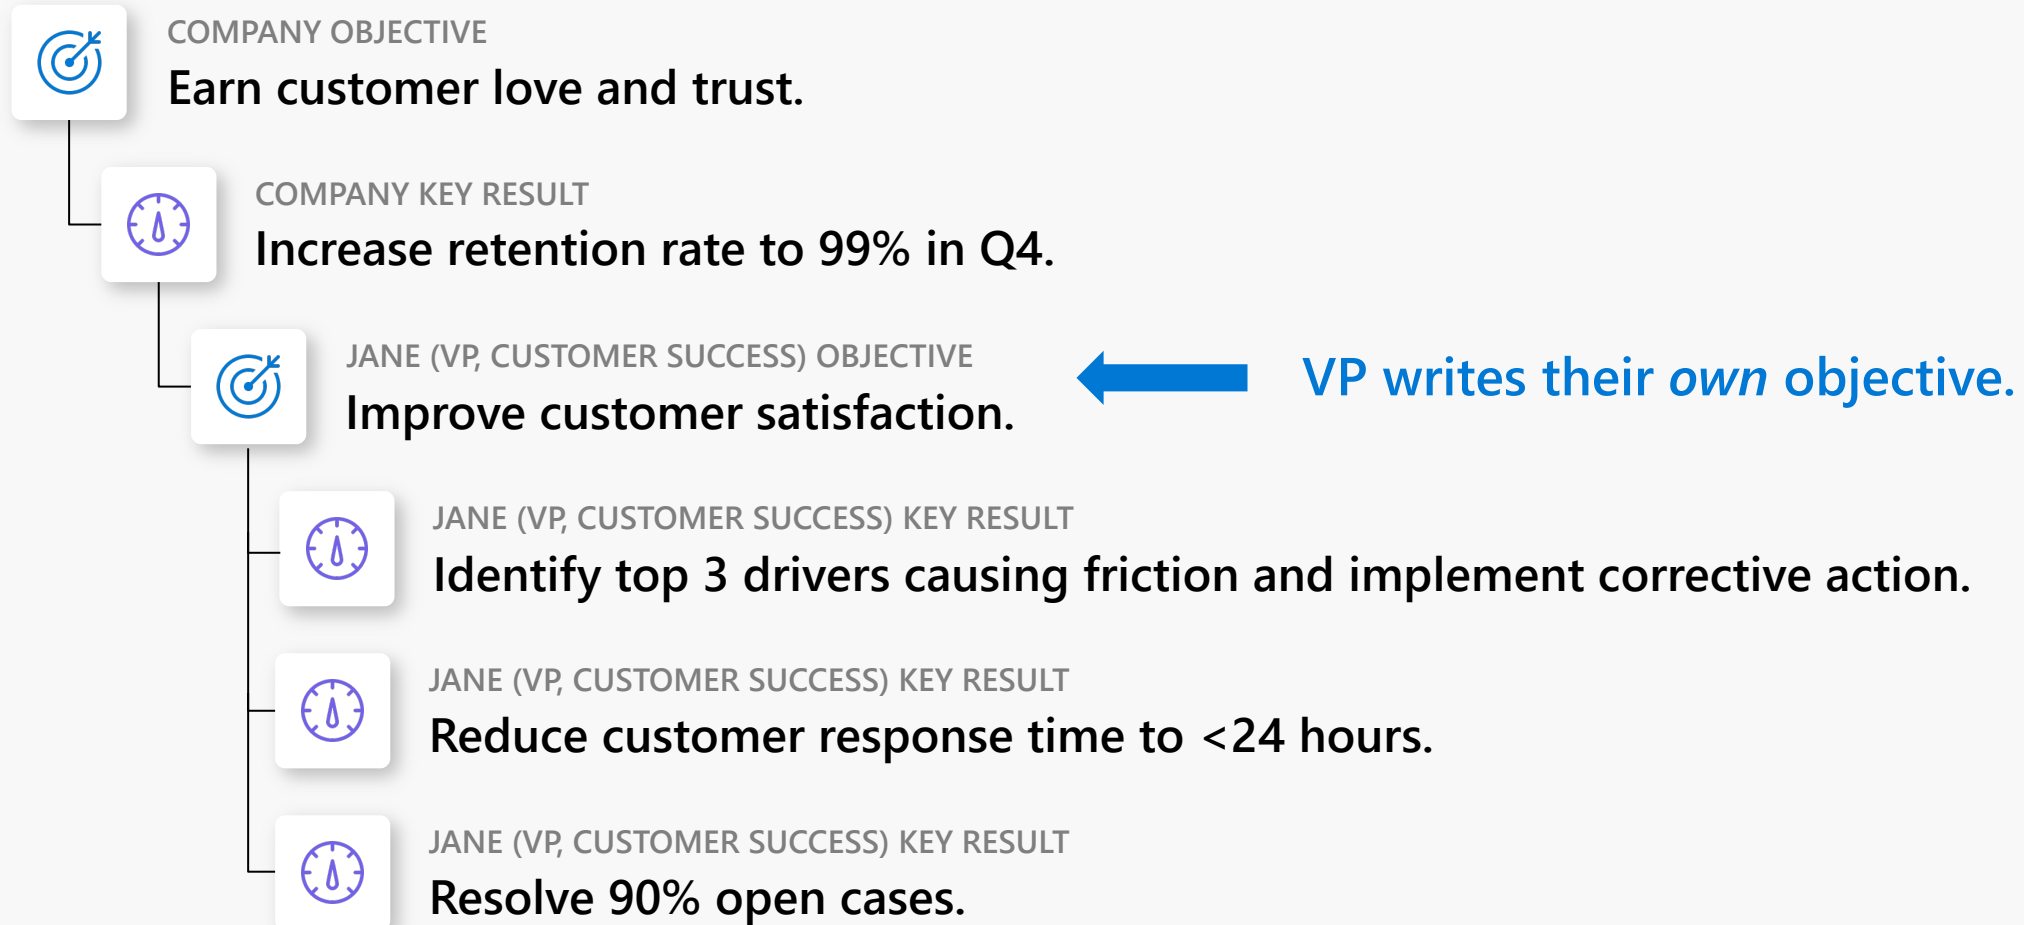 COMPANY OBJECTIVE
Earn customer love and trust.
COMPANY KEY RESULT
Increase retention rate to 99% in Q4.
JANE (VP, CUSTOMER SUCCESS) OBJECTIVE
Improve customer satisfaction.
VP writes their own objective.
JANE (VP, CUSTOMER SUCCESS) KEY RESULT
Identify top 3 drivers causing friction and implement corrective action.
JANE (VP, CUSTOMER SUCCESS) KEY RESULT
Reduce customer response time to <24 hours.
JANE (VP, CUSTOMER SUCCESS) KEY RESULT
Resolve 90% open cases.